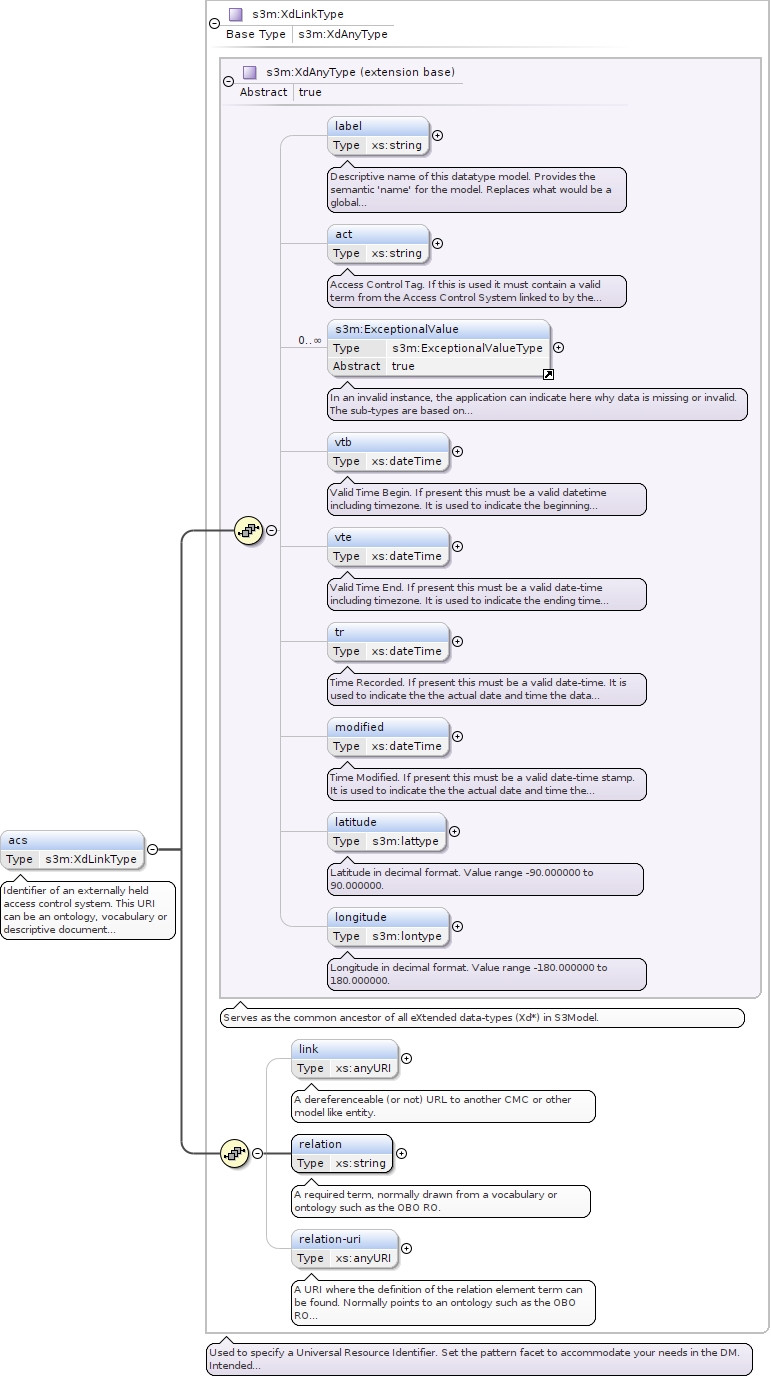 s3m:XdLinkType
Base Type s3m:XdAnyType
s3m:XdAnyType (extension base)
Abstract true
label
Type xs:string
Descriptive name of this datatype model. Provides the
semantic 'name' for the model. Replaces what would be a
global...
act
Type xs:string
Access Control Tag. If this is used it must contain a valid
term from the Access Control System linked to by the...
0..∞
s3m:ExceptionalValue
Type s3m:ExceptionalValueType
Abstract true
In an invalid instance, the application can indicate here why data is missing or invalid.
The sub-types are based on...
vtb
Type xs:dateTime
Valid Time Begin. If present this must be a valid datetime
including timezone. It is used to indicate the beginning...
vte
Type xs:dateTime
Valid Time End. If present this must be a valid date-time
including timezone. It is used to indicate the ending time...
tr
Type xs:dateTime
Time Recorded. If present this must be a valid date-time. It is
used to indicate the the actual date and time the data...
modified
Type xs:dateTime
Time Modified. If present this must be a valid date-time stamp.
It is used to indicate the the actual date and time the...
latitude
Type s3m:lattype
Latitude in decimal format. Value range -90.000000 to
90.000000.
longitude
Type s3m:lontype
Longitude in decimal format. Value range -180.000000 to
180.000000.
acs
Type s3m:XdLinkType
Identifier of an externally held
access control system. This URI
can be an ontology, vocabulary or
descriptive document...
Serves as the common ancestor of all eXtended data-types (Xd*) in S3Model.
link
Type xs:anyURI
A dereferenceable (or not) URL to another CMC or other
model like entity.
relation
Type xs:string
A required term, normally drawn from a vocabulary or
ontology such as the OBO RO.
relation-uri
Type xs:anyURI
A URI where the definition of the relation element term can
be found. Normally points to an ontology such as the OBO
RO...
Used to specify a Universal Resource Identifier. Set the pattern facet to accommodate your needs in the DM.
Intended...